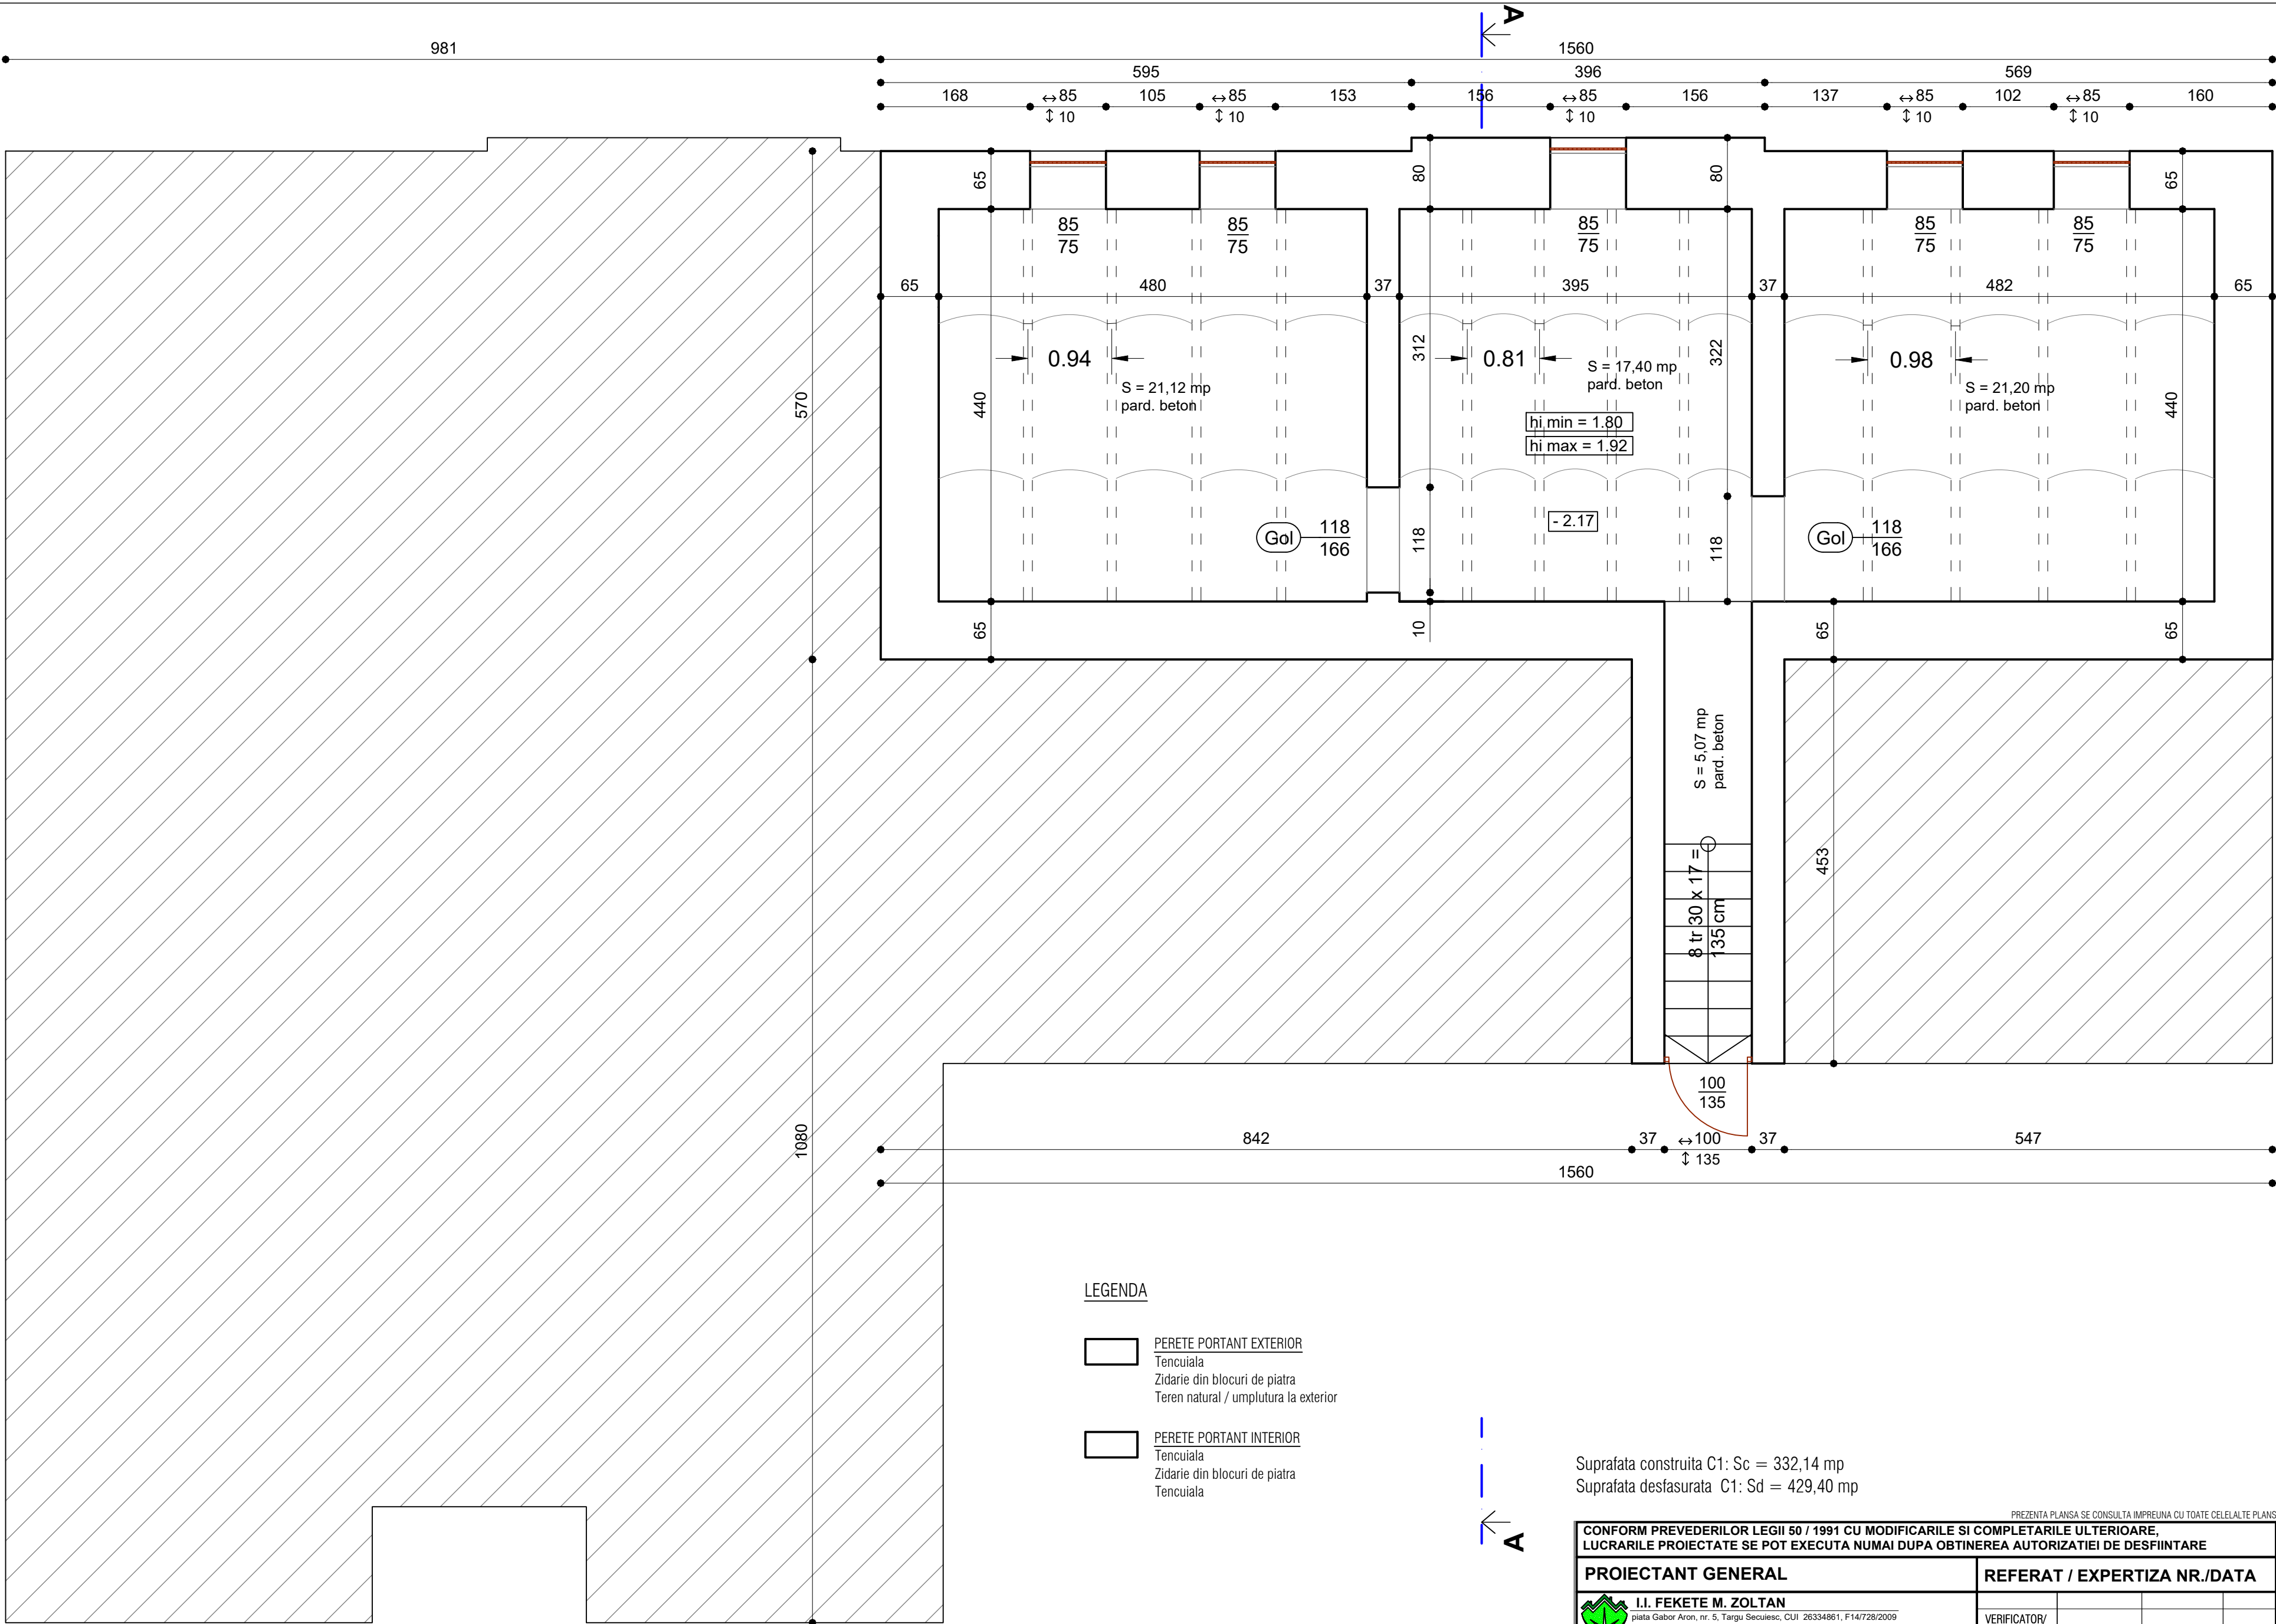 A
981
1560
595
396
569
168
↔85
↕ 10
105
↔85
↕ 10
153
156
↔85
↕ 10
156
137
↔85
↕ 10
102
↔85
↕ 10
160
65
80
80
65
85
75
85
75
85
75
85
75
85
75
65
480
37
395
37
482
65
0.94
312
0.81
322
0.98
S = 21,12 mp
pard. beton
S = 17,40 mp
pard. beton
S = 21,20 mp
pard. beton
570
440
440
hi min = 1.80
hi max = 1.92
- 2.17
Gol
118
166
118
118
Gol
118
166
65
10
65
65
S = 5,07 mp
pard. beton
8 tr 30 x 17 =
135 cm
453
100
135
1080
842
37
↔100
↕ 135
37
547
1560
LEGENDA
PERETE PORTANT EXTERIOR
Tencuiala
Zidarie din blocuri de piatra
Teren natural / umplutura la exterior
PERETE PORTANT INTERIOR
Tencuiala
Zidarie din blocuri de piatra
Tencuiala
A
Suprafata construita C1: Sc = 332,14 mp
Suprafata desfasurata C1: Sd = 429,40 mp
PREZENTA PLANSA SE CONSULTA IMPREUNA CU TOATE CELELALTE PLANS
CONFORM PREVEDERILOR LEGII 50 / 1991 CU MODIFICARILE SI COMPLETARILE ULTERIOARE,
LUCRARILE PROIECTATE SE POT EXECUTA NUMAI DUPA OBTINEREA AUTORIZATIEI DE DESFIINTARE
PROIECTANT GENERAL
REFERAT / EXPERTIZA NR./DATA
I.I. FEKETE M. ZOLTAN
piata Gabor Aron, nr. 5, Targu Secuiesc, CUI 26334861, F14/728/2009
VERIFICATOR/